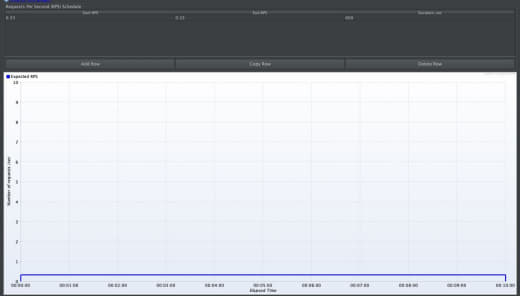 Requests Per Second (RPS) Schedule
Start RPS End RPS Duration, sec
0.33 0.33 600
Add Row Copy Row Delete Row
Expected RPS
10
9
8
7
6
5
4
3
2
1
0
Number of requests /sec
00:00:00 00:01:00 00:02:00 00:03:00 00:04:00 00:05:00 00:06:00 00:07:00 00:08:00 00:09:00 00:10:00
Elapsed Time